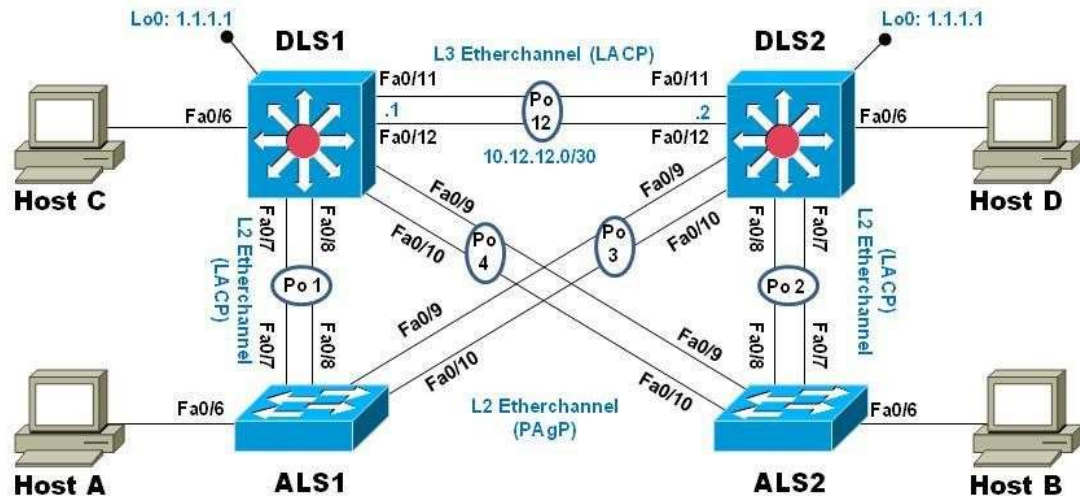 Lo0: 1.1.1.1
Lo0: 1.1.1.1
DLS1
DLS2
L3 Etherchannel (LACP)
Fa0/11
Fa0/11
Fa0/6
.1
Po
12
.2
Fa0/6
Fa0/12
Fa0/12
10.12.12.0/30
Host C
Host D
Fa0/9
Fa0/9
Fa0/7
Fa0/8
Fa0/10
Fa0/10
Fa0/8
Fa0/7
L2 Etherchannel
(LACP)
Po
4
Po
3
L2 Etherchannel
(LACP)
Po 1
Po 2
Fa0/7
Fa0/8
Fa0/9
Fa0/10
Fa0/9
Fa0/10
Fa0/8
Fa0/7
Fa0/6
L2 Etherchannel
(PAgP)
Fa0/6
Host A
ALS1
ALS2
Host B